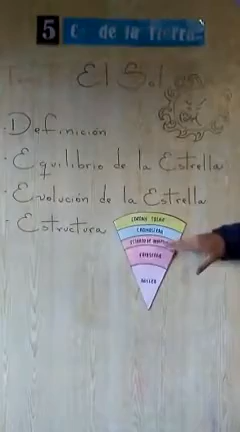 5 C de la Tierra
El Sol
· Definición
· Equilibrio de la Estrella
· Evolución de la Estrella
· Estructura
CORONA SOLAR
CROMOSFERA
FOTOSFERA
NUCLEO